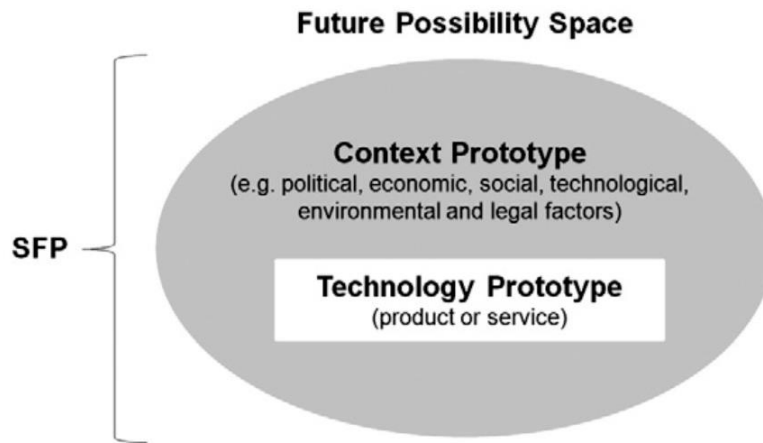 Future Possibility Space
Context Prototype
(e.g. political, economic, social, technological,
environmental and legal factors)
SFP
Technology Prototype
(product or service)